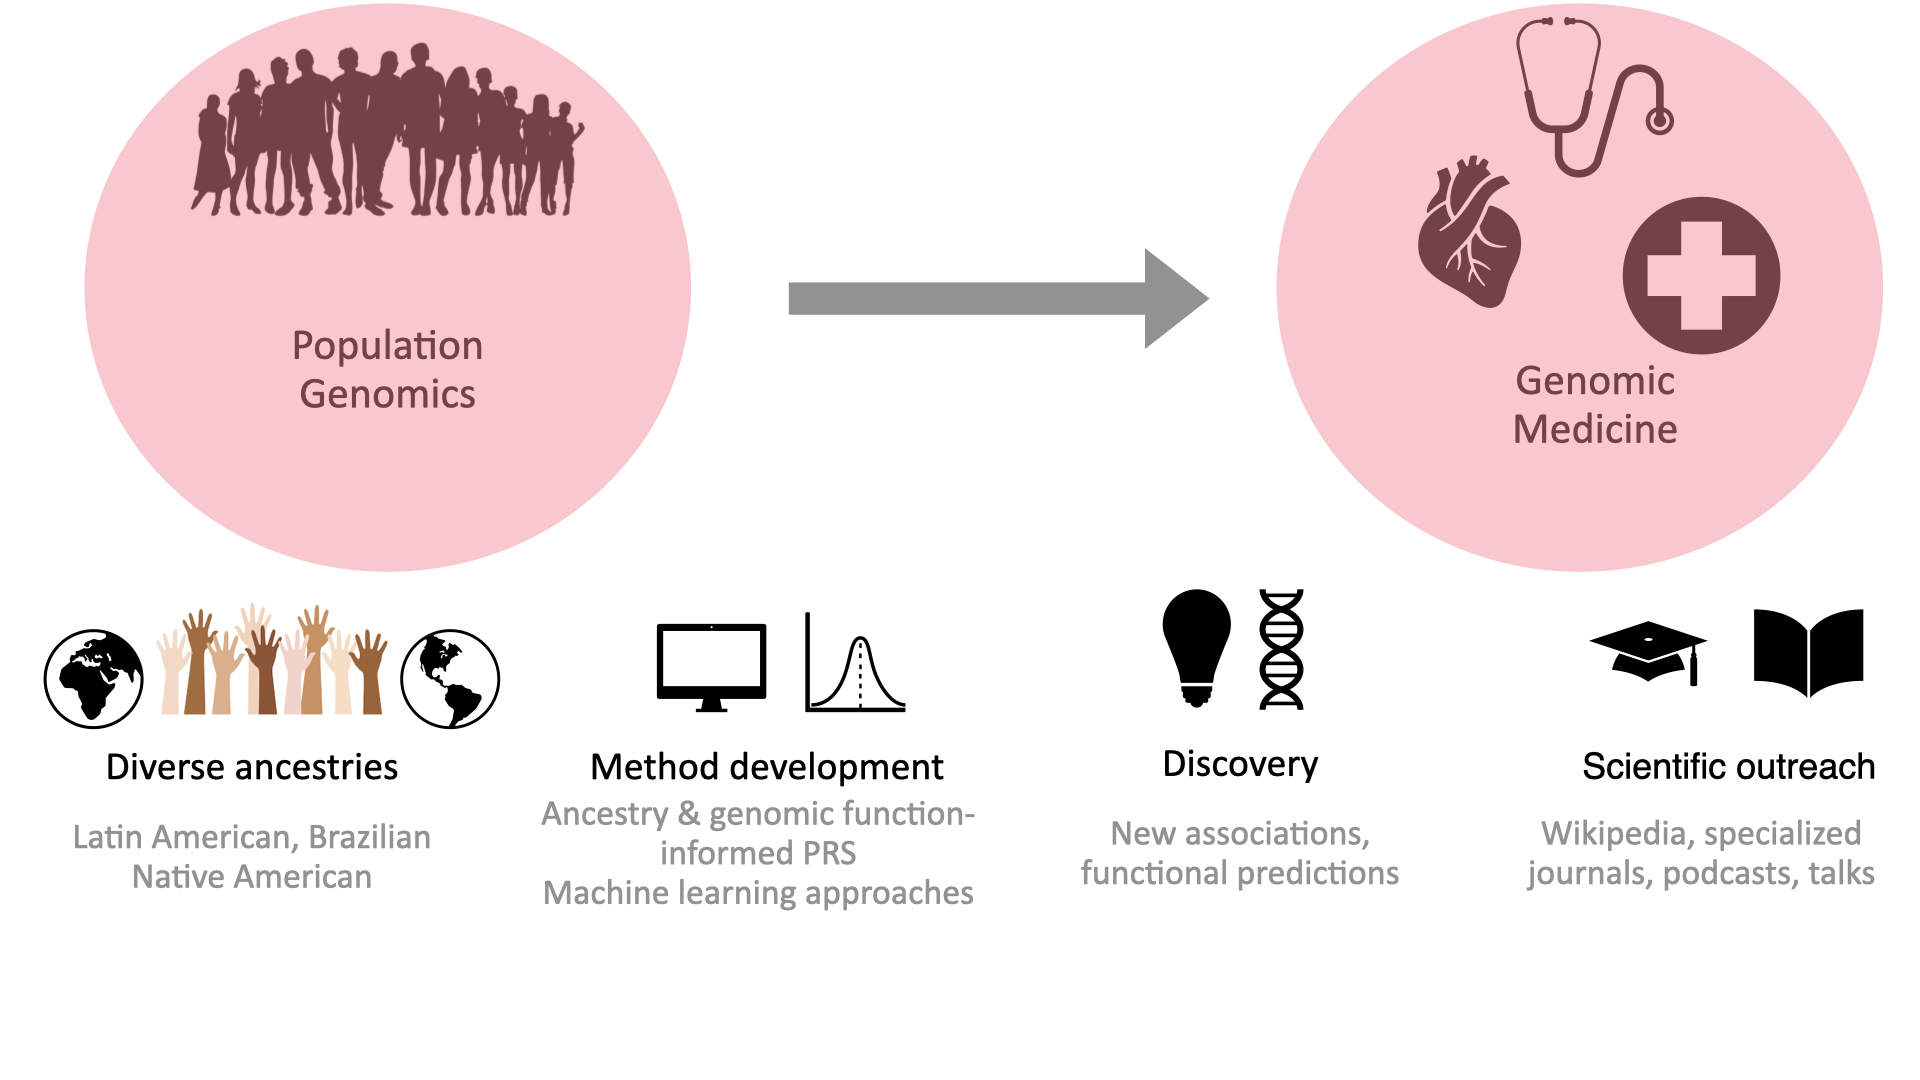 Population
Genomics
Genomic
Medicine
Diverse ancestries
Latin American, Brazilian
Native American
Method development
Ancestry & genomic function-
informed PRS
Machine learning approaches
Discovery
New associations,
functional predictions
Scientific outreach
Wikipedia, specialized
journals, podcasts, talks